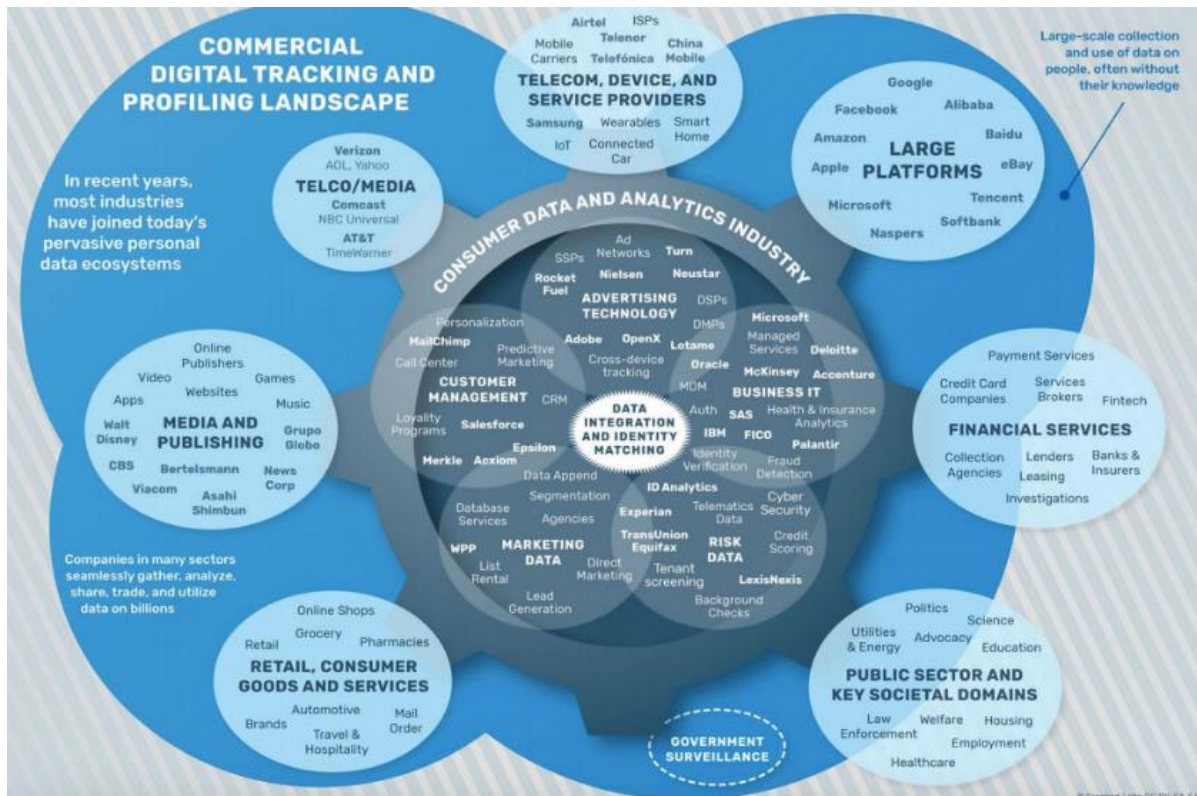 COMMERCIAL
DIGITAL TRACKING AND
PROFILING LANDSCAPE
In recent years,
most industries
have joined today's
pervasive personal
data ecosystems
Airtel
ISPs
Mobile
Carriers
Telenor
Telefónica
China
Mobile
TELECOM, DEVICE, AND
SERVICE PROVIDERS
Samsung
Wearables
Smart
Home
IoT
Connected
Car
Large-scale collection
and use of data on
people, often without
their knowledge
Google
Facebook
Alibaba
Amazon
Baidu
LARGE
PLATFORMS
Apple
eBay
Microsoft
Tencent
Softbank
Naspers
Verizon
AOL, Yahoo
TELCO/MEDIA
Comcast
NBC Universal
AT&T
TimeWarner
CONSUMER DATA AND ANALYTICS INDUSTRY
Ad
Networks
SSPs
Turn
Rocket
Fuel
Nielsen
Neustar
ADVERTISING
TECHNOLOGY
DSPs
DMPs
Adobe
OpenX
Lotame
Cross-device
tracking
Personalization
MailChimp
Call Center
Predictive
Marketing
CUSTOMER
MANAGEMENT
CRM
Loyality
Programs
Salesforce
Epsilon
Merkle
Acxiom
Data Append
Microsoft
Managed
Services
Deloitte
Oracle
McKinsey
Accenture
MDM
BUSINESS IT
Auth
SAS
Health & Insurance
Analytics
IBM
FICO
Palantir
Identity
Verification
Fraud
Detection
DATA
INTEGRATION
AND IDENTITY
MATCHING
Segmentation
Database
Services
Agencies
WPP
MARKETING
DATA
List
Rental
Direct
Marketing
Lead
Generation
ID Analytics
Experian
Telematics
Data
Cyber
Security
TransUnion
Equifax
RISK
DATA
Credit
Scoring
Tenant
screening
LexisNexis
Background
Checks
Online
Publishers
Video
Games
Apps
Websites
Music
Walt
Disney
MEDIA AND
PUBLISHING
Grupo
Globo
CBS
Bertelsmann
News
Corp
Viacom
Asahi
Shimbun
Payment Services
Credit Card
Companies
Services
Brokers
Fintech
FINANCIAL SERVICES
Collection
Agencies
Lenders
Banks &
Insurers
Leasing
Investigations
Companies in many sectors
seamlessly gather, analyze,
share, trade, and utilize
data on billions
Online Shops
Retail
Grocery
Pharmacies
RETAIL, CONSUMER
GOODS AND SERVICES
Brands
Automotive
Mail
Order
Travel &
Hospitality
GOVERNMENT
SURVEILLANCE
Politics
Science
Utilities
& Energy
Advocacy
Education
PUBLIC SECTOR AND
KEY SOCIETAL DOMAINS
Law
Enforcement
Welfare
Housing
Employment
Healthcare